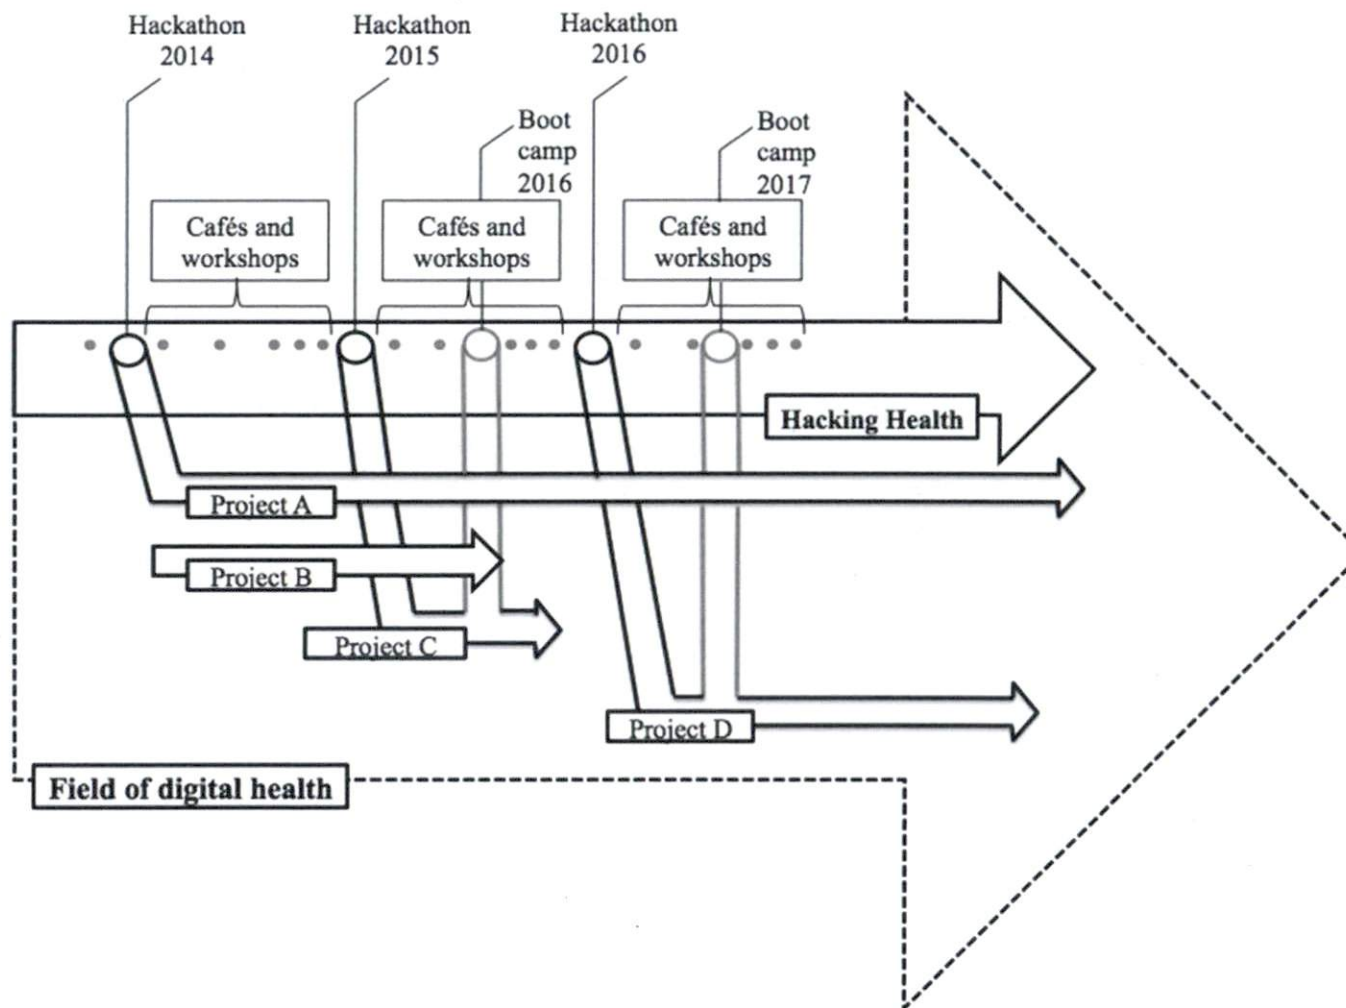 Hackathon
2014
Hackathon
2015
Hackathon
2016
Boot
camp
2016
Boot
camp
2017
Cafés and
workshops
Cafés and
workshops
Cafés and
workshops
Hacking Health
Project A
Project B
Project C
Project D
Field of digital health